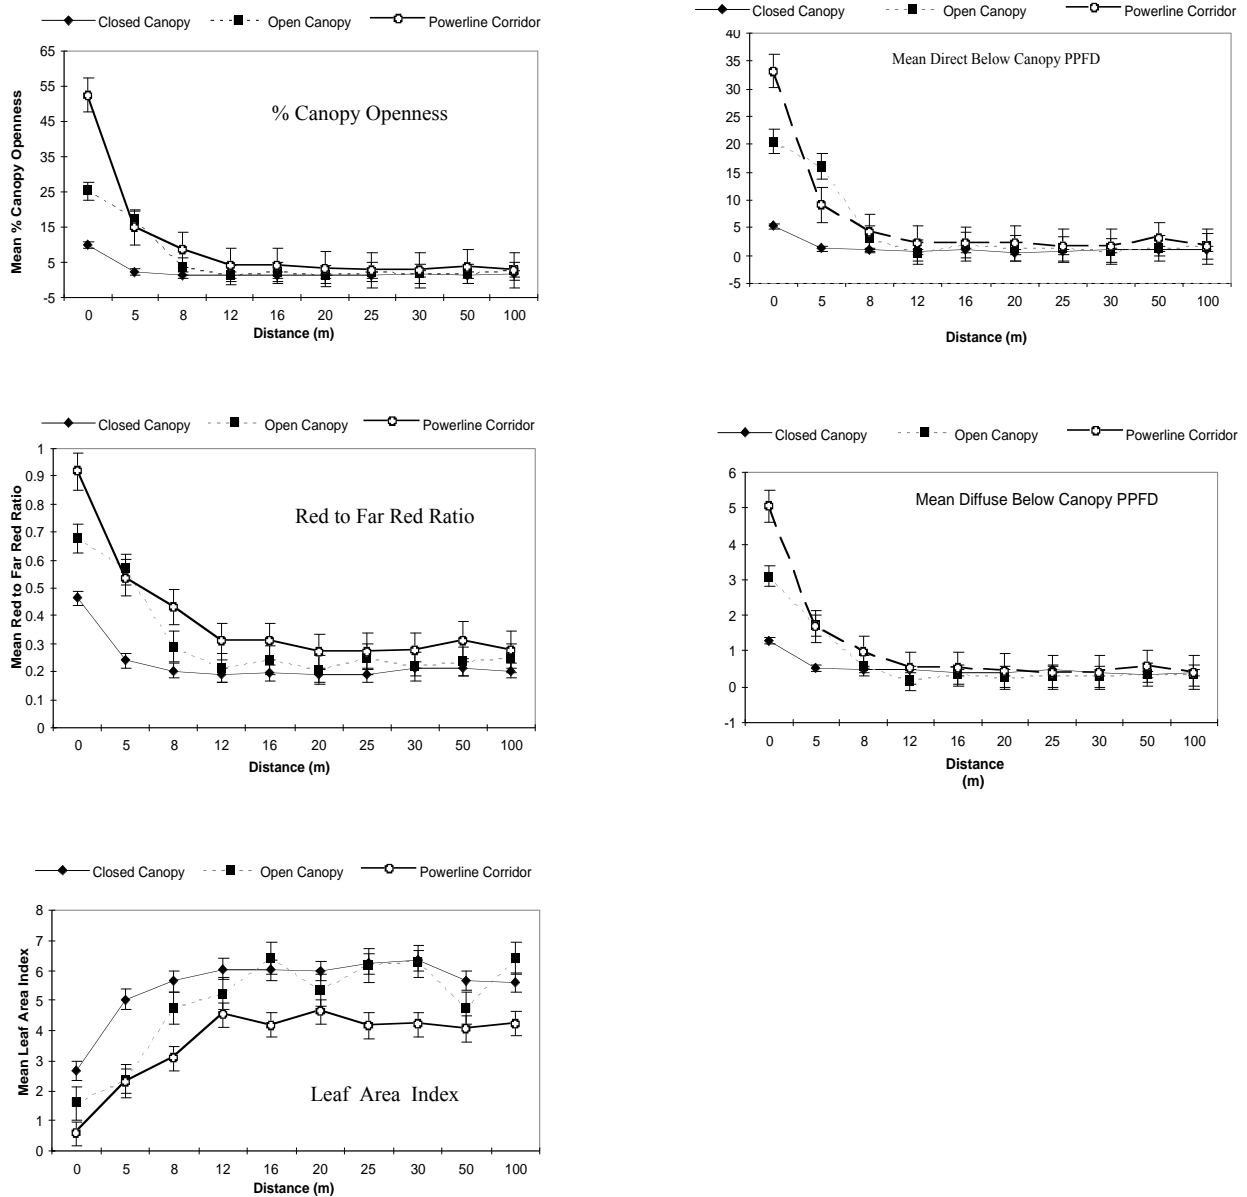 Closed Canopy Open Canopy Powerline Corridor
65
55
45
35
25
15
5
-5
Mean % Canopy Openness
% Canopy Openness
0 5 8 12 16 20 25 30 50 100
Distance (m)
Closed Canopy Open Canopy Powerline Corridor
40
35
30
25
20
15
10
5
0
-5
Mean Direct Below Canopy PPFD
0 5 8 12 16 20 25 30 50 100
Distance (m)
Closed Canopy Open Canopy Powerline Corridor
1
0.9
0.8
0.7
0.6
0.5
0.4
0.3
0.2
0.1
0
Mean Red to Far Red Ratio
Red to Far Red Ratio
0 5 8 12 16 20 25 30 50 100
Distance (m)
Closed Canopy Open Canopy Powerline Corridor
6
5
4
3
2
1
0
-1
Mean Diffuse Below Canopy PPFD
0 5 8 12 16 20 25 30 50 100
Distance
(m)
Closed Canopy Open Canopy Powerline Corridor
8
7
6
5
4
3
2
1
0
Mean Leaf Area Index
Leaf Area Index
0 5 8 12 16 20 25 30 50 100
Distance (m)